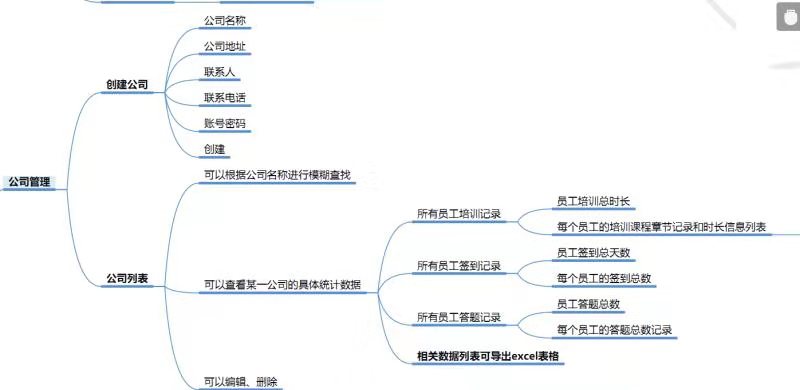 公司名称
公司地址
联系人
创建公司
联系电话
账号密码
创建
公司管理
可以根据公司名称进行模糊查找
员工培训总时长
所有员工培训记录
每个员工的培训课程章节记录和时长信息列表
员工签到总天数
所有员工签到记录
公司列表
可以查看某一公司的具体统计数据
每个员工的签到总数
员工答题总数
所有员工答题记录
每个员工的答题总数记录
相关数据列表可导出excel表格
可以编辑、删除